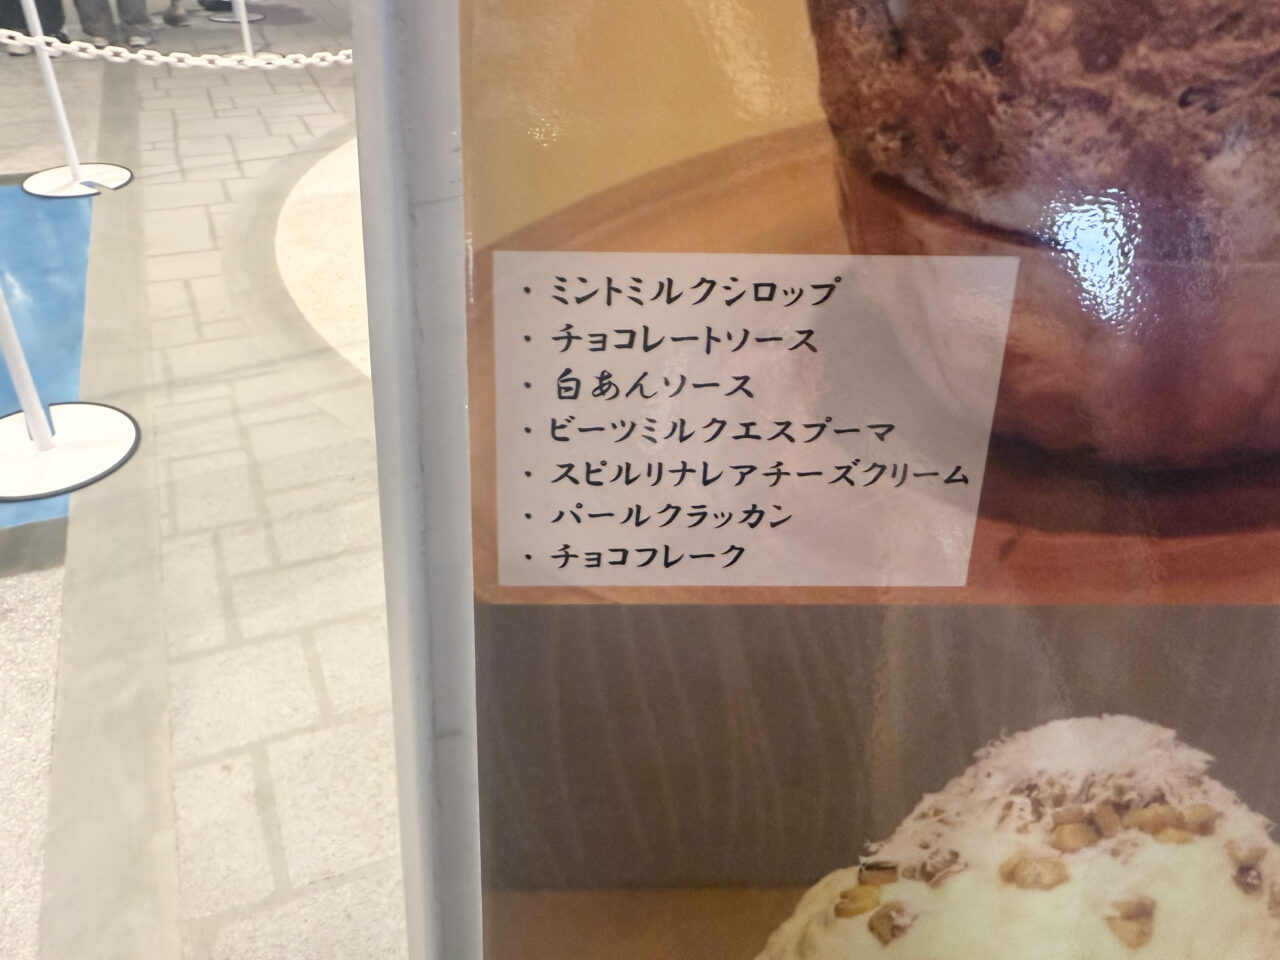 ・ミントミルクシロップ
・チョコレートソース
・白あんソース
・ビーツミルクエスプーマ
・スピルリナレアチーズクリーム
・パールクラッカン
・チョコフレーク